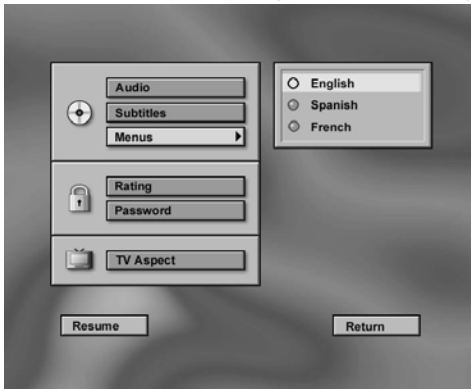 Audio
Subtitles
Menus
Rating
Password
TV Aspect
English
Spanish
French
Resume
Return